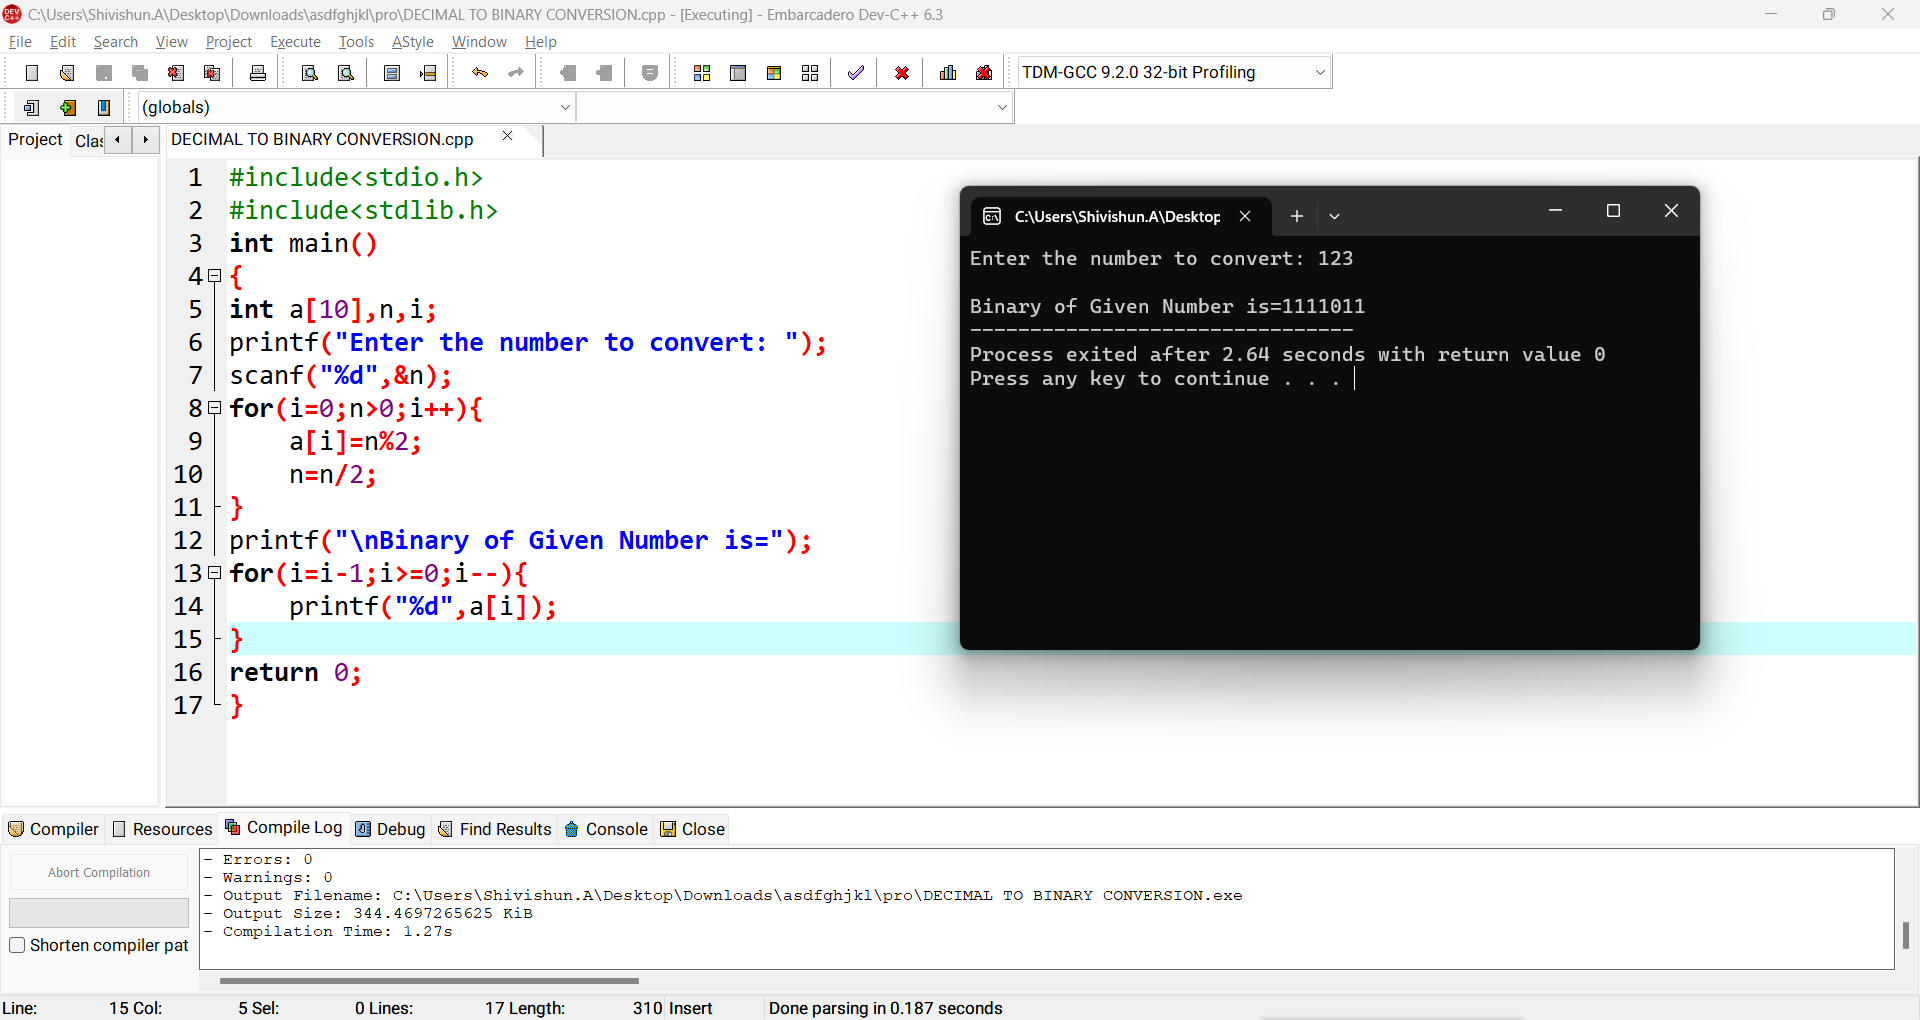 C:\Users\Shivishun.A\Desktop\Downloads\asdfghjkl\pro\DECIMAL TO BINARY CONVERSION.cpp - [Executing] - Embarcadero Dev-C++ 6.3
File Edit Search View Project Execute Tools AStyle Window Help
TDM-GCC 9.2.0 32-bit Profiling
(globals)
Project Clas DECIMAL TO BINARY CONVERSION.cpp
1 #include<stdio.h>
2 #include<stdlib.h>
3 int main()
4 {
5 int a[10],n,i;
6 printf("Enter the number to convert: ");
7 scanf("%d",&n);
8 for(i=0;n>0;i++){
9     a[i]=n%2;
10     n=n/2;
11 }
12 printf("\nBinary of Given Number is=");
13 for(i=i-1;i>=0;i--){
14     printf("%d",a[i]);
15 }
16 return 0;
17 }
C:\Users\Shivishun.A\Desktop
Enter the number to convert: 123
Binary of Given Number is=1111011
--------------------------------
Process exited after 2.64 seconds with return value 0
Press any key to continue . . .
Compiler Resources Compile Log Debug Find Results Console Close
Abort Compilation
Shorten compiler pat
- Errors: 0
- Warnings: 0
- Output Filename: C:\Users\Shivishun.A\Desktop\Downloads\asdfghjkl\pro\DECIMAL TO BINARY CONVERSION.exe
- Output Size: 344.4697265625 KiB
- Compilation Time: 1.27s
Line: 15 Col: 5 Sel: 0 Lines: 17 Length: 310 Insert Done parsing in 0.187 seconds